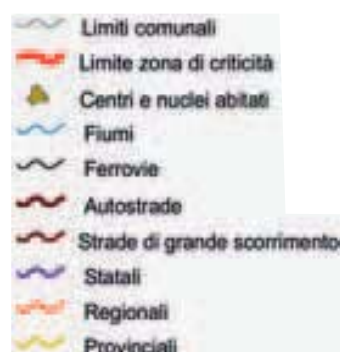 Limiti comunali
Limite zona di criticità
Centri e nuclei abitati
Fiumi
Ferrovie
Autostrade
Strade di grande scorrimento
Statali
Regionali
Provinciali